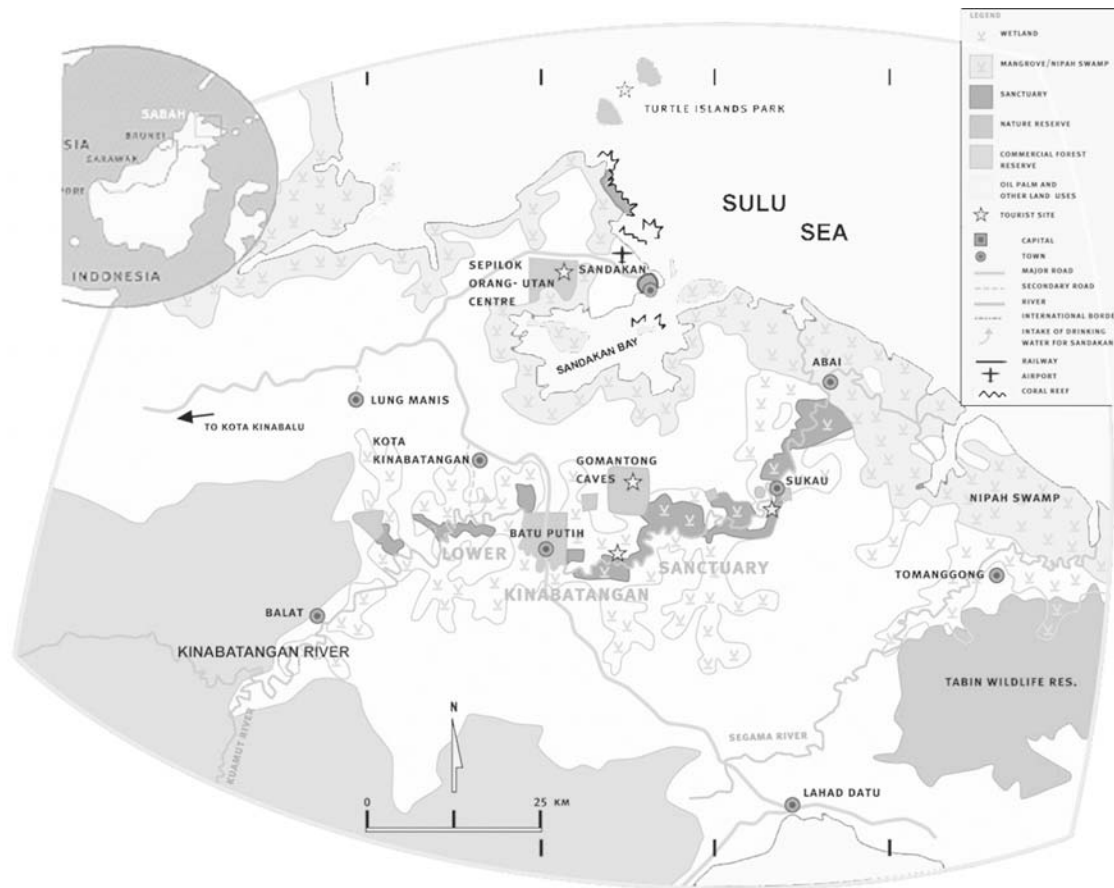 LEGEND
WETLAND
MANGROVE/NIPAH SWAMP
SANCTUARY
NATURE RESERVE
COMMERCIAL FOREST
RESERVE
OIL PALM AND
OTHER LAND USES
TOURIST SITE
CAPITAL
TOWN
MAJOR ROAD
SECONDARY ROAD
RIVER
INTERNATIONAL BORDE
INTAKE OF DRINKING
WATER FOR SANDAKAN
RAILWAY
AIRPORT
CORAL REEF
SABAH
BRUNEI
SIA
SARAWAK
PORE
INDONESIA
TURTLE ISLANDS PARK
SULU
SEA
SEPILOK
ORANG- UTAN
CENTRE
SANDAKAN
SANDAKAN BAY
ABAI
LUNG MANIS
TO KOTA KINABALU
KOTA
KINABATANGAN
GOMANTONG
CAVES
SUKAU
NIPAH SWAMP
BATU PUTIH
LOWER
KINABATANGAN
SANCTUARY
TOMANGGONG
BALAT
KINABATANGAN RIVER
TABIN WILDLIFE RES.
KUAMUT RIVER
N
SEGAMA RIVER
0 25 KM
LAHAD DATU